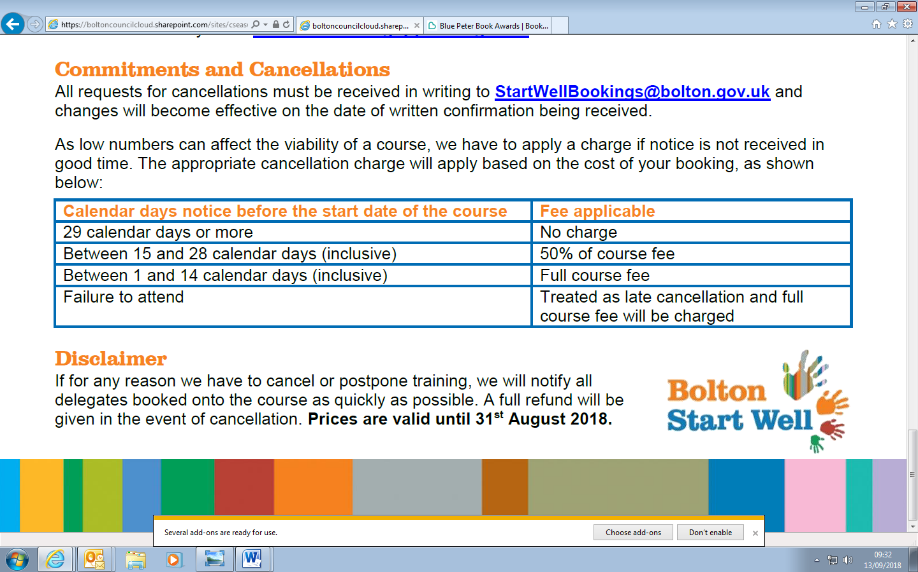 https://boltoncouncilcloud.sharepoint.com/sites/cseas
boltoncouncilcloud.sharep...
Blue Peter Book Awards | Book...
Commitments and Cancellations
All requests for cancellations must be received in writing to StartWellBookings@bolton.gov.uk and
changes will become effective on the date of written confirmation being received.
As low numbers can affect the viability of a course, we have to apply a charge if notice is not received in
good time. The appropriate cancellation charge will apply based on the cost of your booking, as shown
below:
Calendar days notice before the start date of the course Fee applicable
29 calendar days or more No charge
Between 15 and 28 calendar days (inclusive) 50% of course fee
Between 1 and 14 calendar days (inclusive) Full course fee
Failure to attend Treated as late cancellation and full
course fee will be charged
Disclaimer
If for any reason we have to cancel or postpone training, we will notify all
delegates booked onto the course as quickly as possible. A full refund will be
given in the event of cancellation. Prices are valid until 31st August 2018.
Bolton
Start Well
Several add-ons are ready for use.
Choose add-ons
Don't enable
09:32
13/09/2018